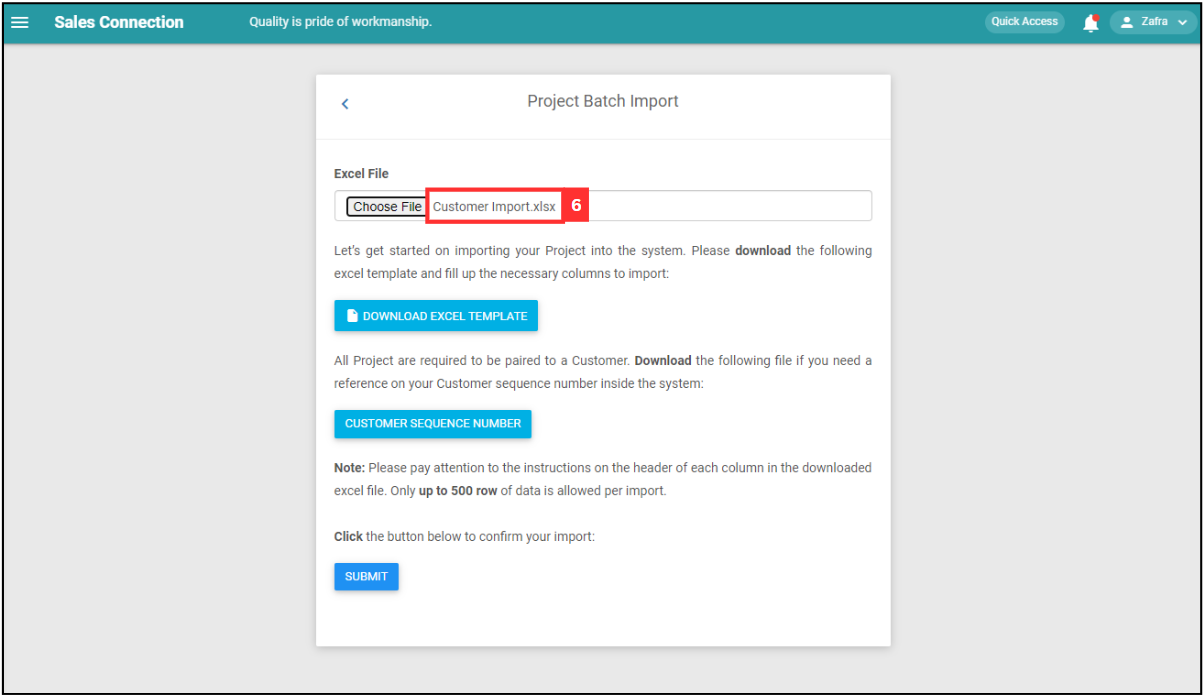 Sales Connection Quality is pride of workmanship. Quick Access Zafra
Project Batch Import
Excel File
Choose File Customer Import.xlsx 6
Let's get started on importing your Project into the system. Please download the following
excel template and fill up the necessary columns to import:
DOWNLOAD EXCEL TEMPLATE
All Project are required to be paired to a Customer. Download the following file if you need a
reference on your Customer sequence number inside the system:
CUSTOMER SEQUENCE NUMBER
Note: Please pay attention to the instructions on the header of each column in the downloaded
excel file. Only up to 500 row of data is allowed per import.
Click the button below to confirm your import:
SUBMIT